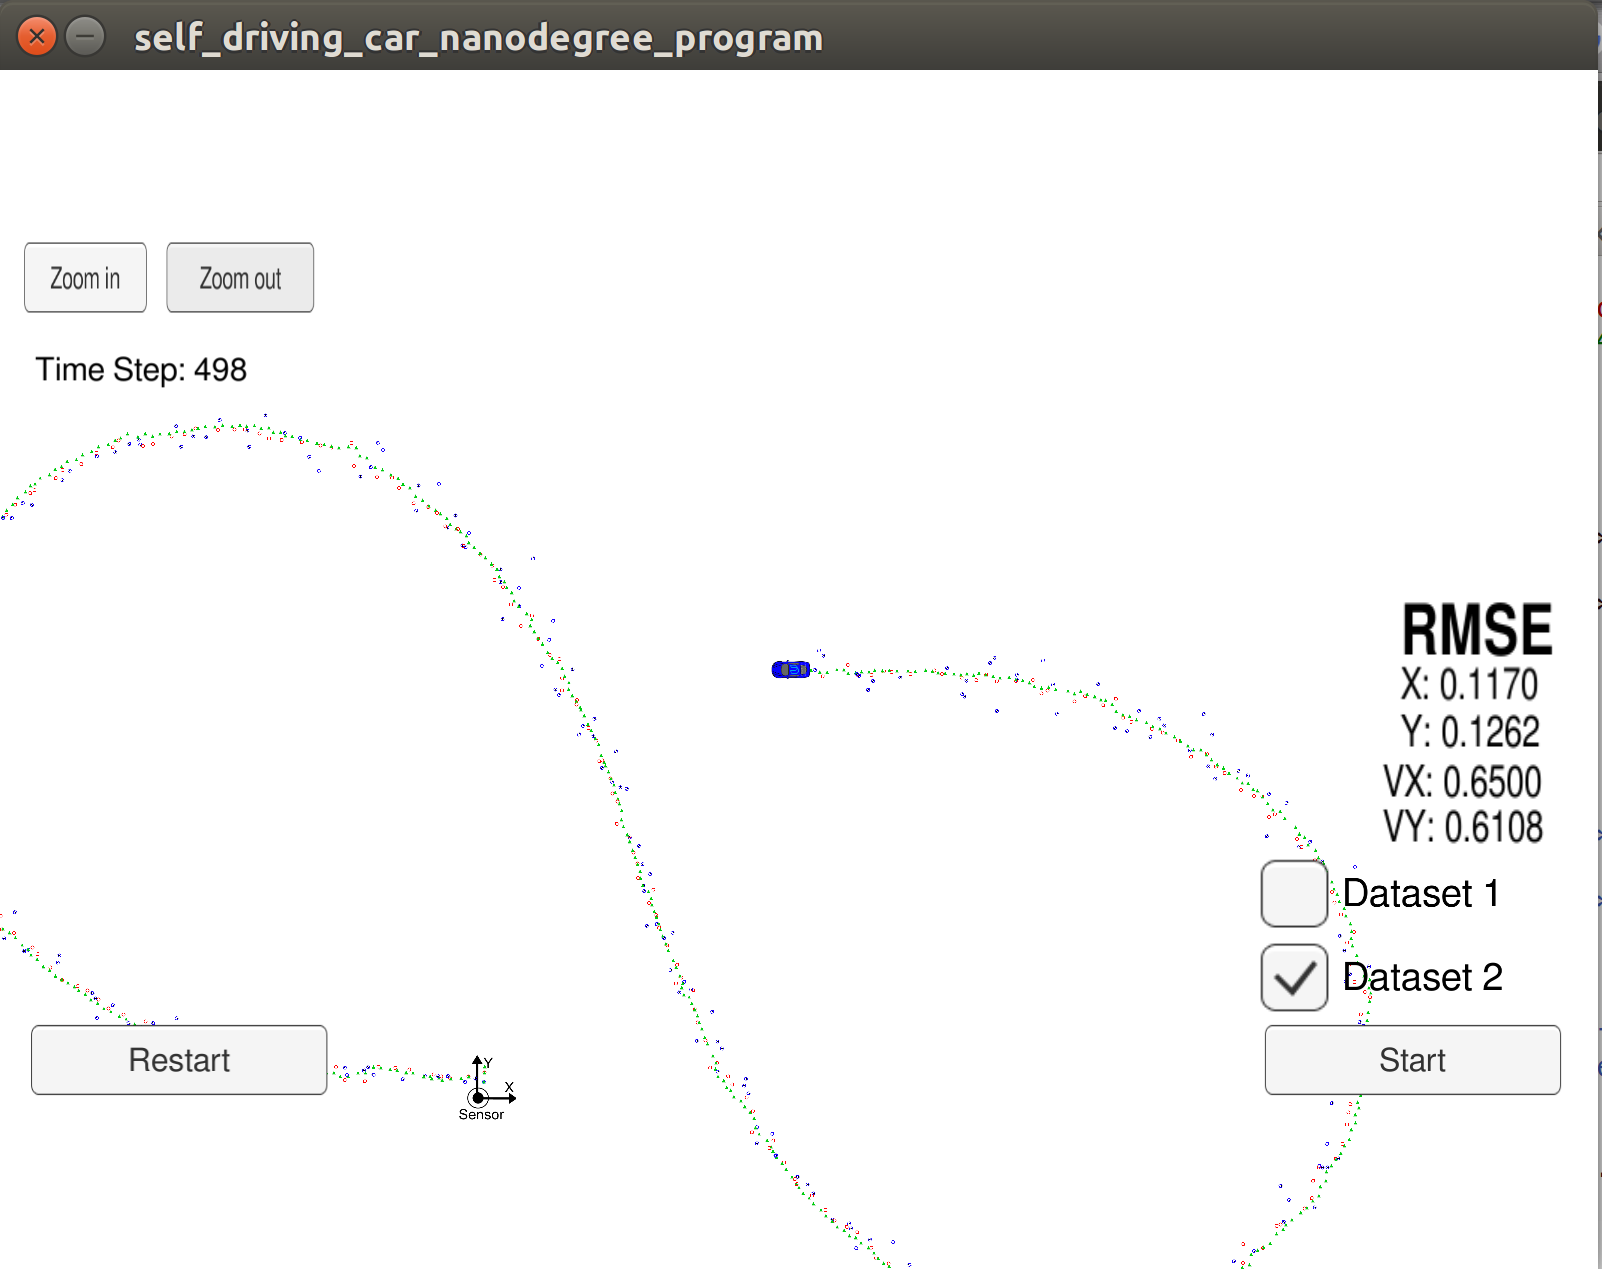 self_driving_car_nanodegree_program
Zoom in
Zoom out
Time Step: 498
RMSE
X: 0.1170
Y: 0.1262
VX: 0.6500
VY: 0.6108
Dataset 1
Dataset 2
Restart
Start
Y
X
Sensor